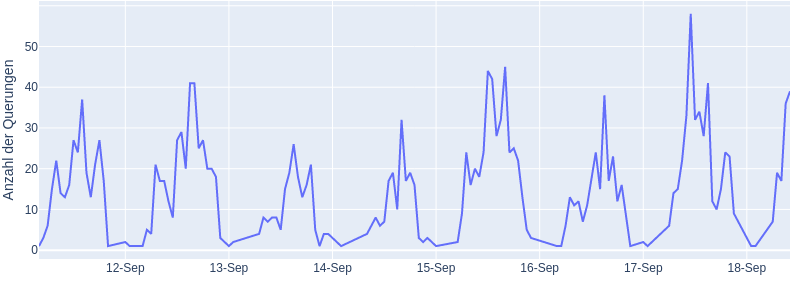 Anzahl der Querungen
50
40
30
20
10
0
12-Sep
13-Sep
14-Sep
15-Sep
16-Sep
17-Sep
18-Sep